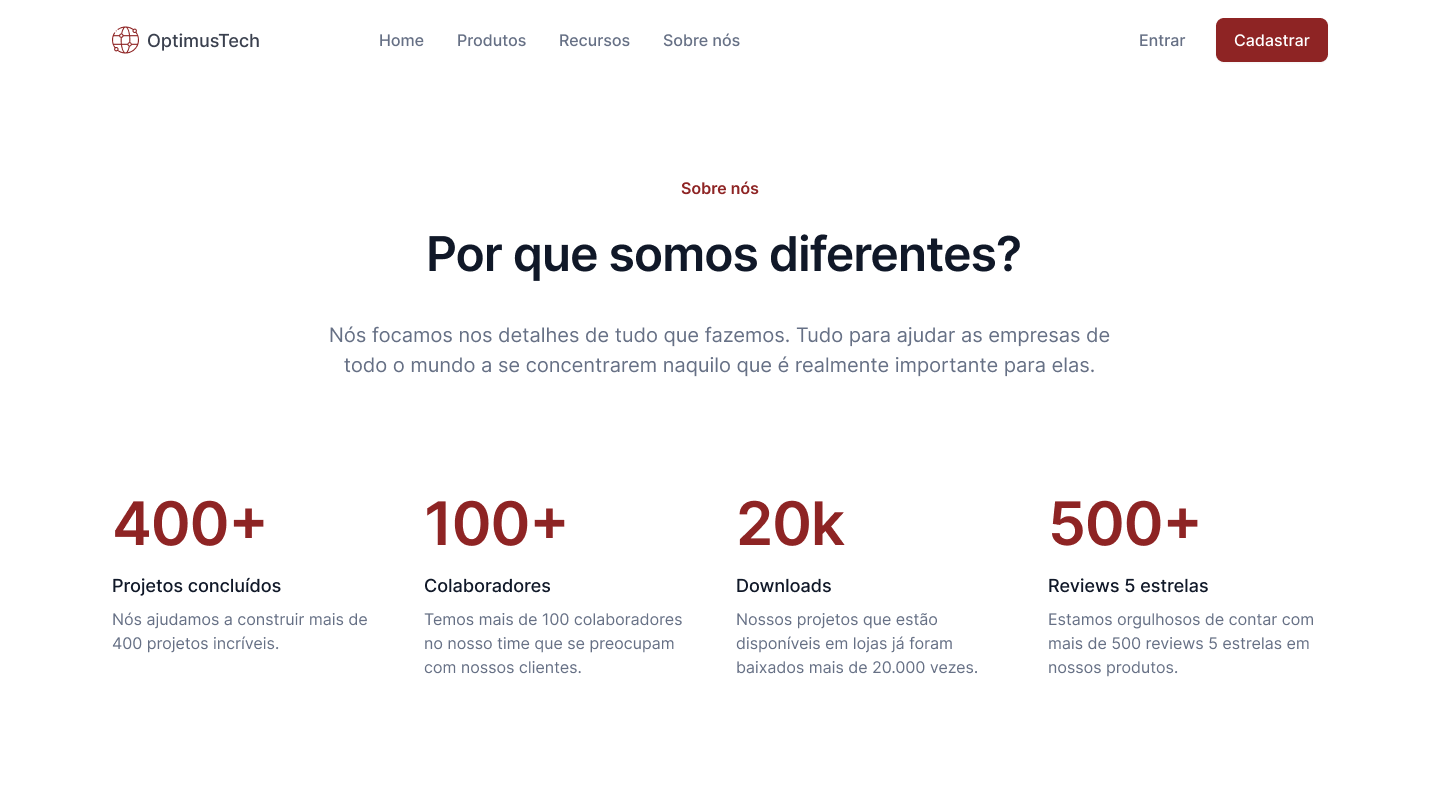 OptimusTech
Home
Produtos
Recursos
Sobre nós
Entrar
Cadastrar
Sobre nós
Por que somos diferentes?
Nós focamos nos detalhes de tudo que fazemos. Tudo para ajudar as empresas de
todo o mundo a se concentrarem naquilo que é realmente importante para elas.
400+
Projetos concluídos
Nós ajudamos a construir mais de
400 projetos incríveis.
100+
Colaboradores
Temos mais de 100 colaboradores
no nosso time que se preocupam
com nossos clientes.
20k
Downloads
Nossos projetos que estão
disponíveis em lojas já foram
baixados mais de 20.000 vezes.
500+
Reviews 5 estrelas
Estamos orgulhosos de contar com
mais de 500 reviews 5 estrelas em
nossos produtos.